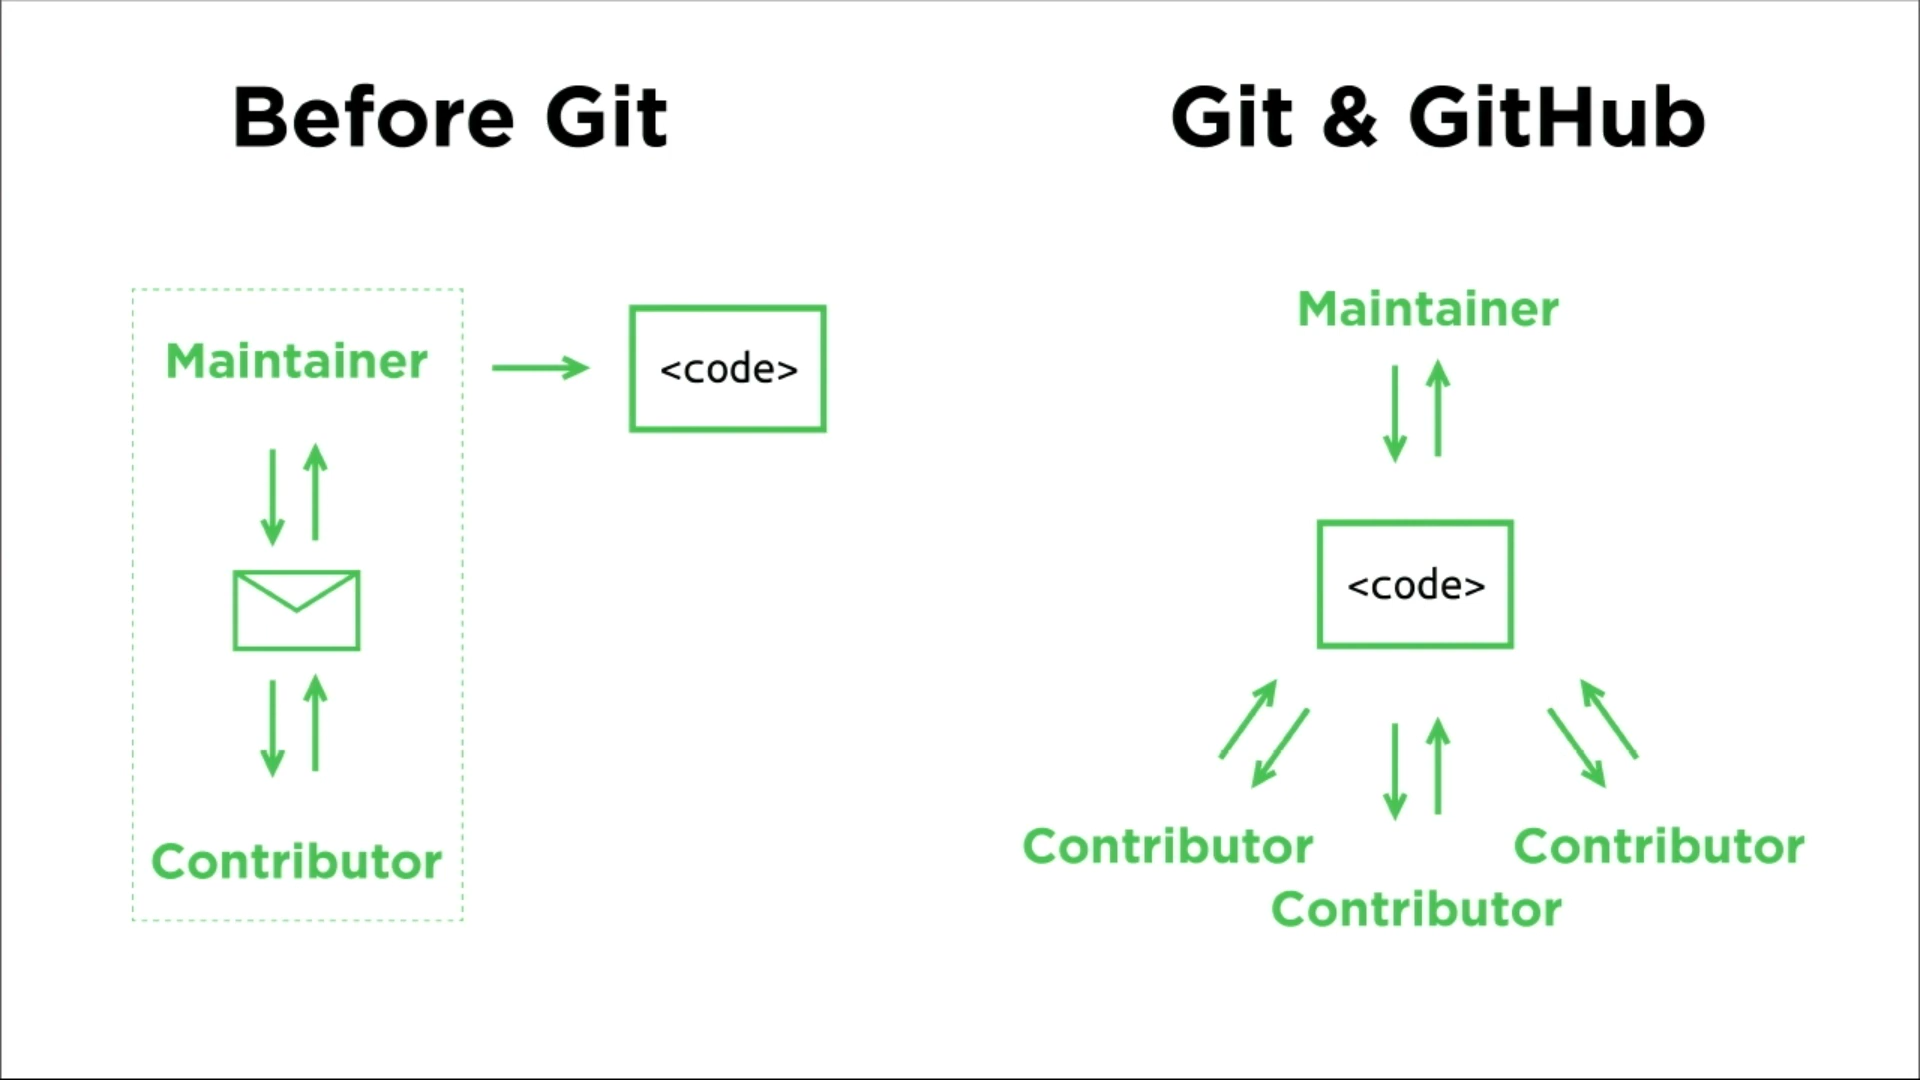 Before Git
Maintainer
<code>
Contributor
Git & GitHub
Maintainer
<code>
Contributor
Contributor
Contributor